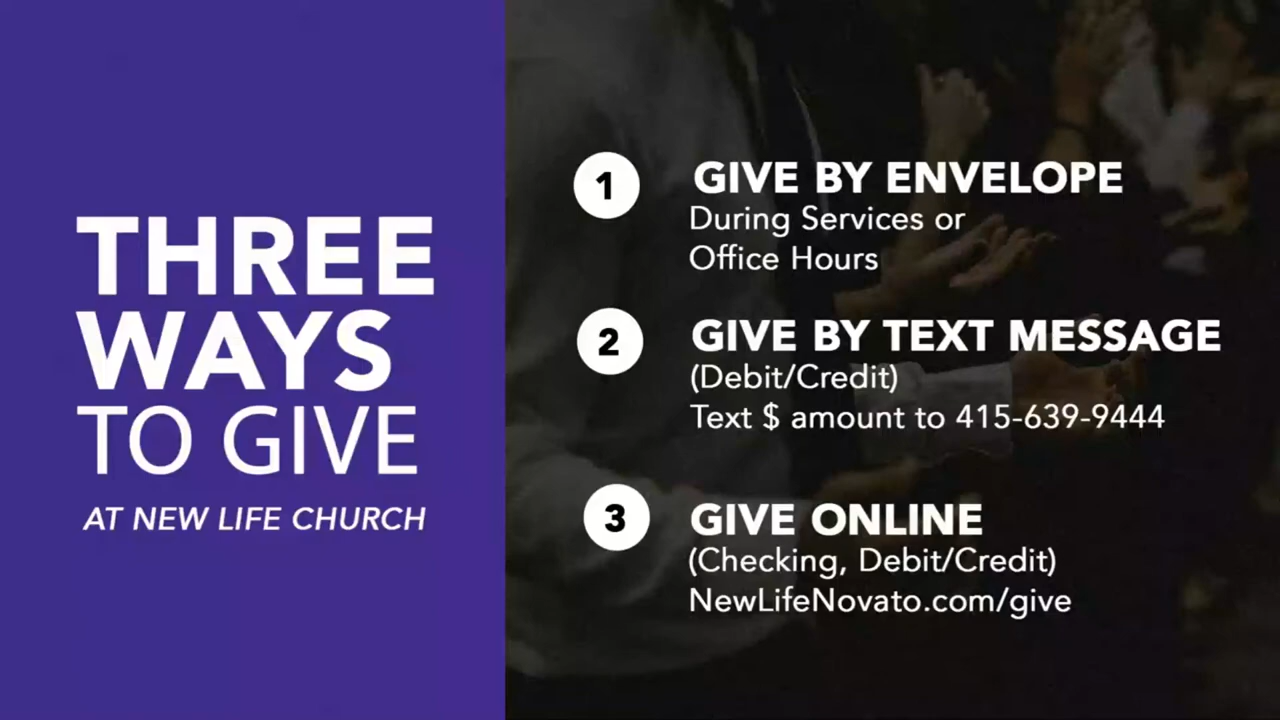 THREE
WAYS
TO GIVE
AT NEW LIFE CHURCH
1
GIVE BY ENVELOPE
During Services or
Office Hours
2
GIVE BY TEXT MESSAGE
(Debit/Credit)
Text $ amount to 415-639-9444
3
GIVE ONLINE
(Checking, Debit/Credit)
NewLifeNovato.com/give